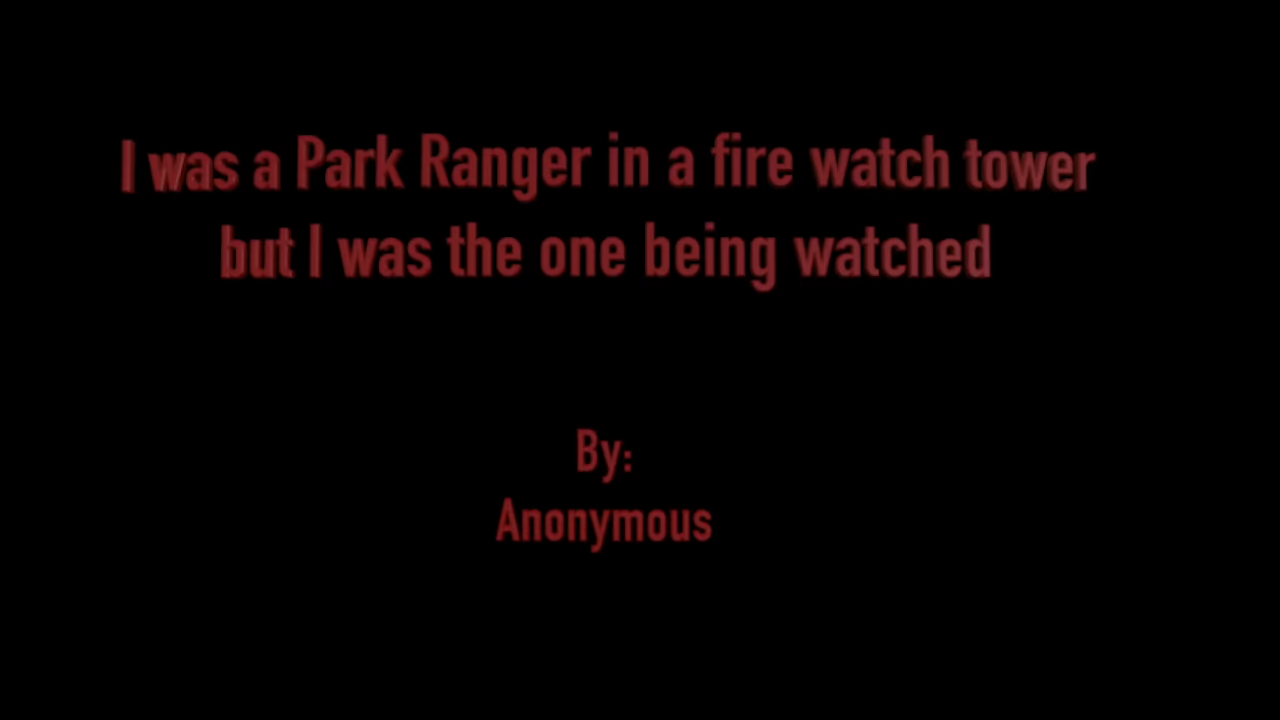 I was a Park Ranger in a fire watch tower
but I was the one being watched
By:
Anonymous